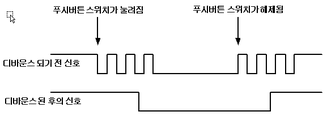 푸시버튼 스위치가 눌려짐
푸시버튼 스위치가 해제됨
디바운스 되기 전 신호
디바운스 된 후의 신호